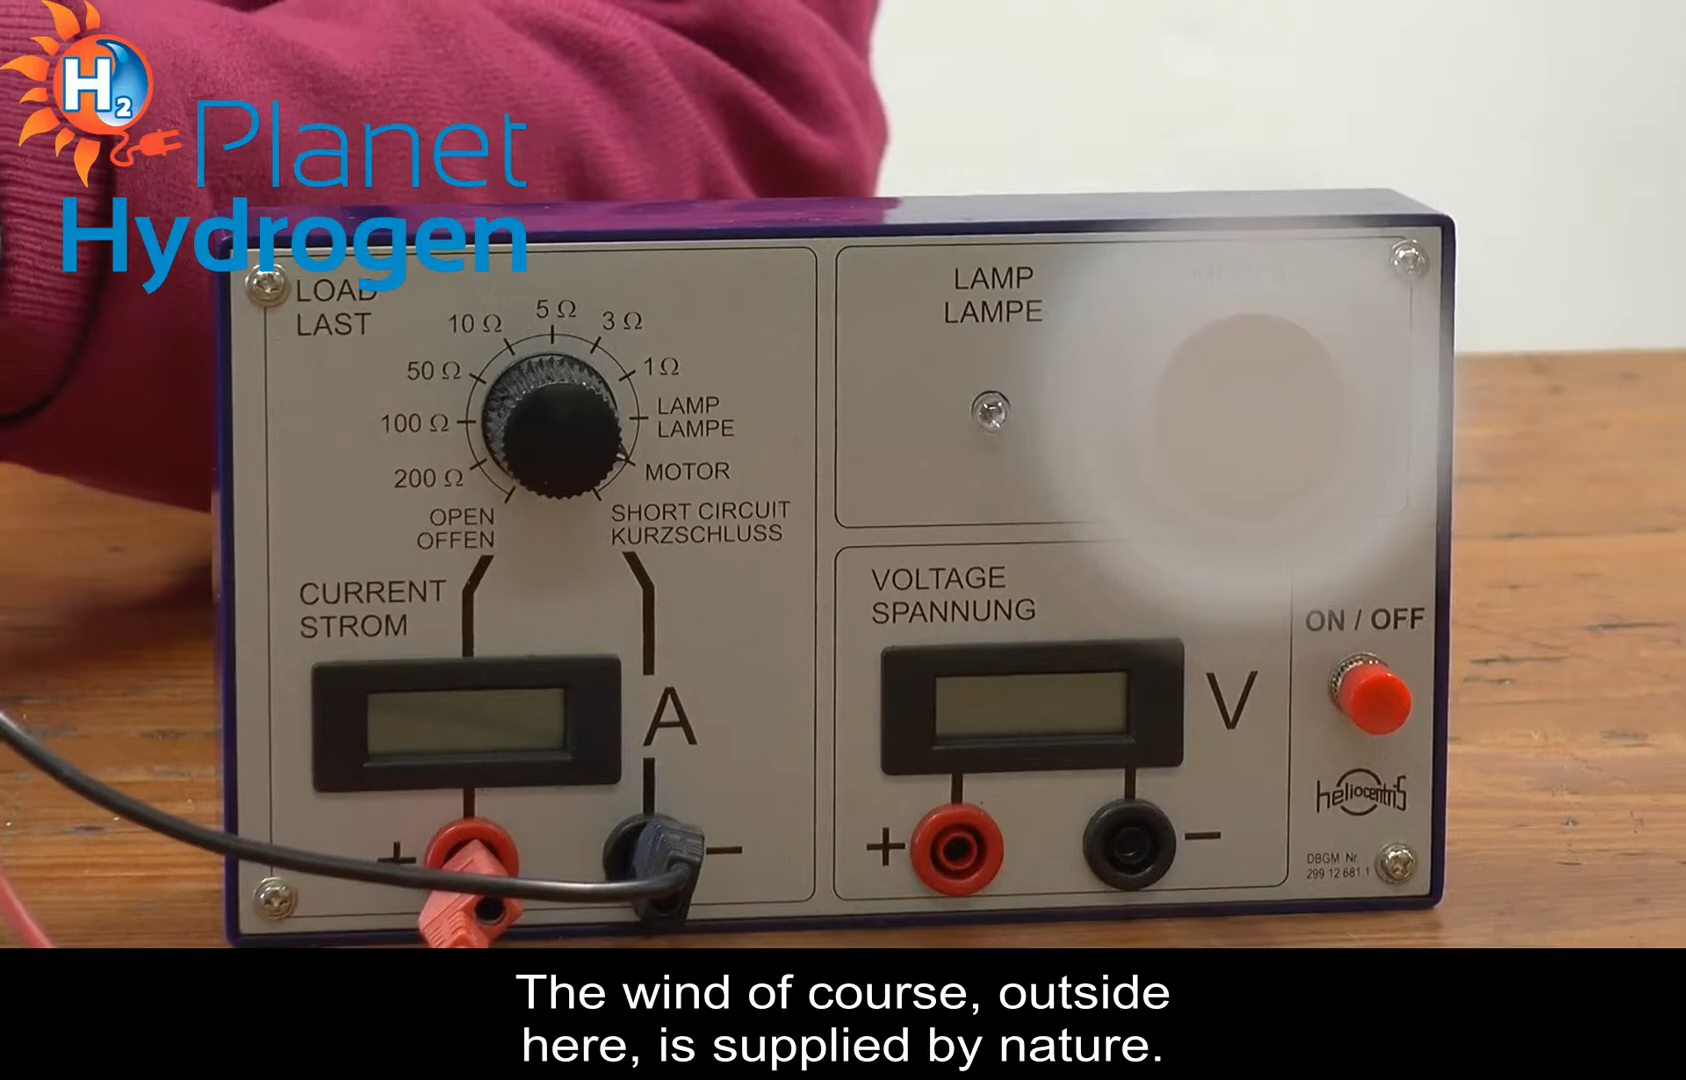 H2
Planet
Hydrogen
LOAD
LAST
5 Ω
10 Ω
3 Ω
50 Ω
1 Ω
100 Ω
LAMP
LAMPE
200 Ω
MOTOR
OPEN
OFFEN
SHORT CIRCUIT
KURZSCHLUSS
CURRENT
STROM
A
+
−
LAMP
LAMPE
VOLTAGE
SPANNUNG
V
+
−
ON / OFF
heliocentris
DBGM Nr.
299 12 681.1
The wind of course, outside
here, is supplied by nature.